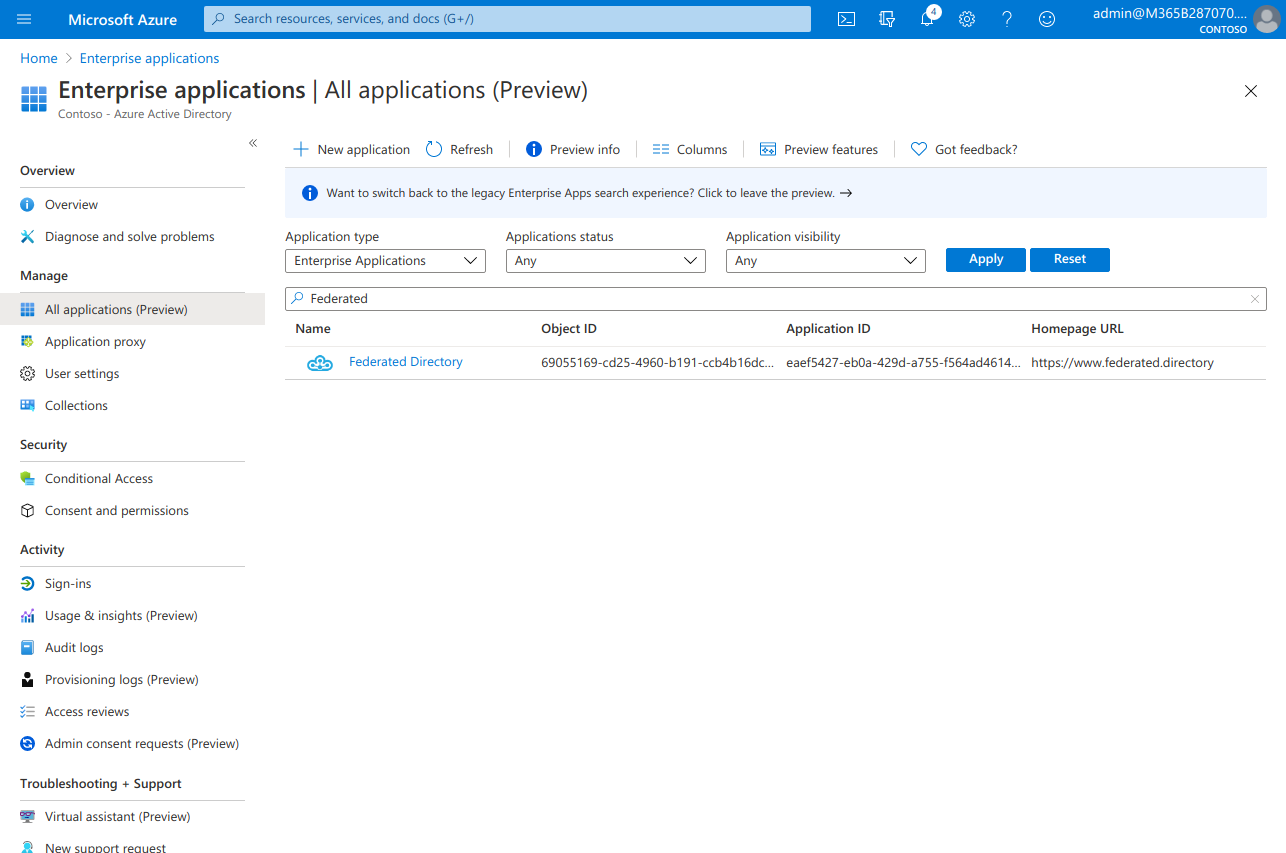 Microsoft Azure
Search resources, services, and docs (G+/)
4
admin@M365B287070....
CONTOSO
Home > Enterprise applications
Enterprise applications | All applications (Preview)
Contoso - Azure Active Directory
«
Overview
Overview
Diagnose and solve problems
Manage
All applications (Preview)
Application proxy
User settings
Collections
Security
Conditional Access
Consent and permissions
Activity
Sign-ins
Usage & insights (Preview)
Audit logs
Provisioning logs (Preview)
Access reviews
Admin consent requests (Preview)
Troubleshooting + Support
Virtual assistant (Preview)
New support request
New application Refresh Preview info Columns Preview features Got feedback?
Want to switch back to the legacy Enterprise Apps search experience? Click to leave the preview. →
Application type Applications status Application visibility
Enterprise Applications Any Any Apply Reset
Federated
Name Object ID Application ID Homepage URL
Federated Directory 69055169-cd25-4960-b191-ccb4b16dc... eaef5427-eb0a-429d-a755-f564ad4614... https://www.federated.directory